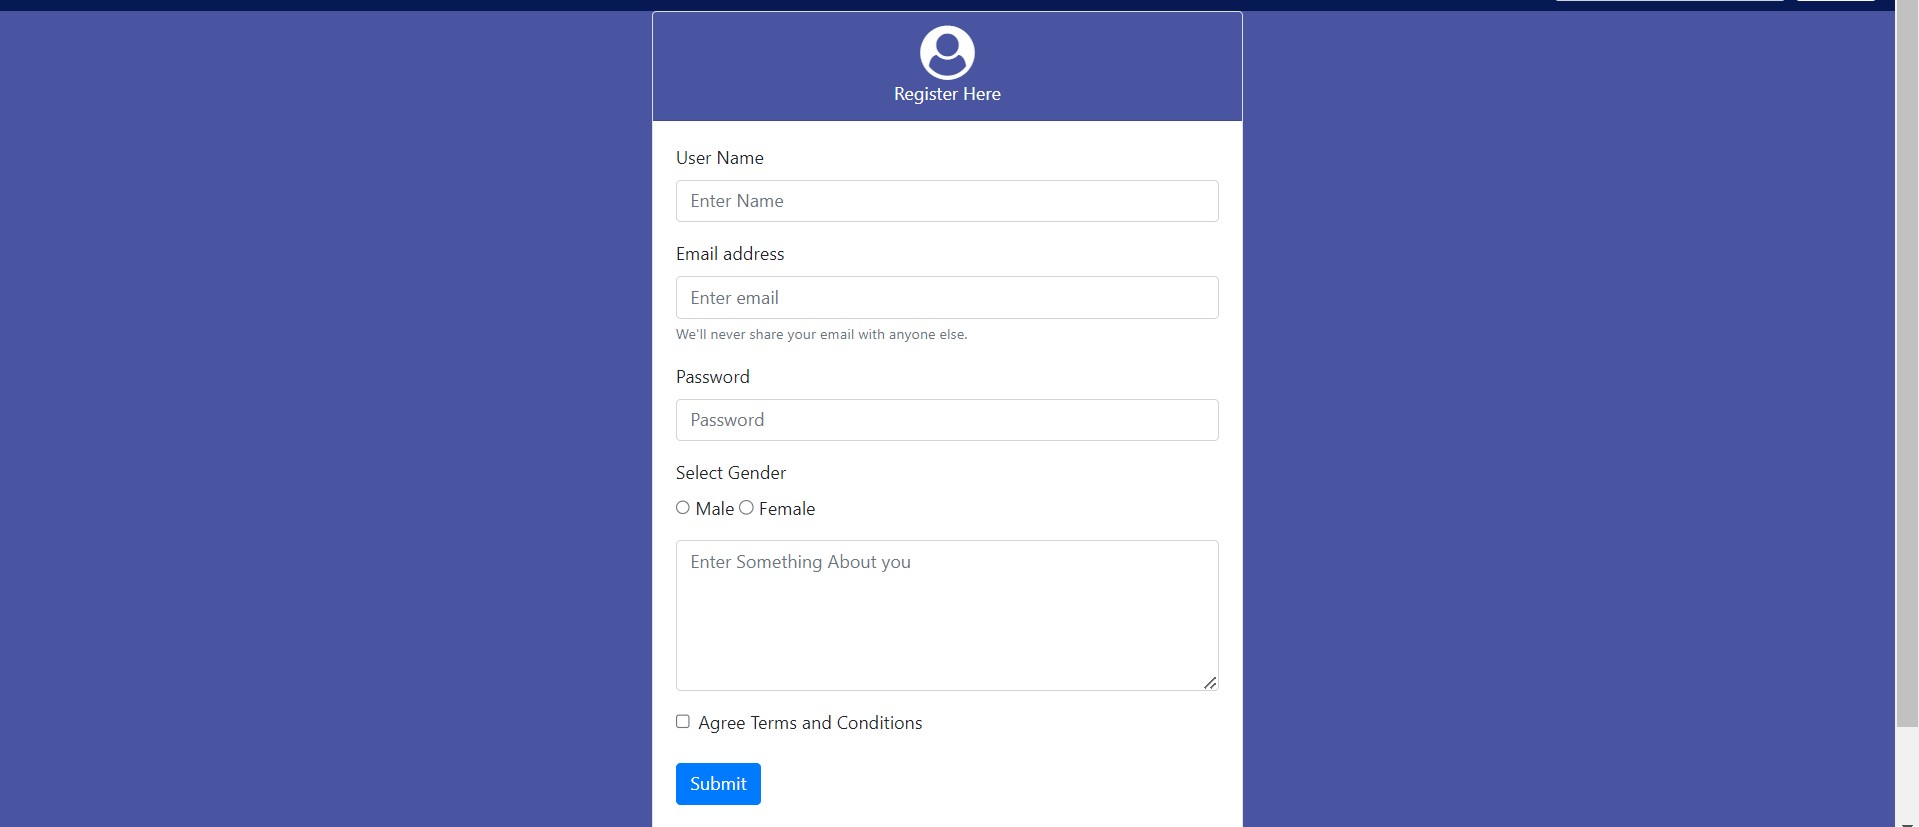 Register Here
User Name
Enter Name
Email address
Enter email
We'll never share your email with anyone else.
Password
Password
Select Gender
Male Female
Enter Something About you
Agree Terms and Conditions
Submit